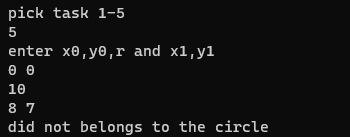 pick task 1-5
5
enter x0,y0,r and x1,y1
0 0
10
8 7
did not belongs to the circle